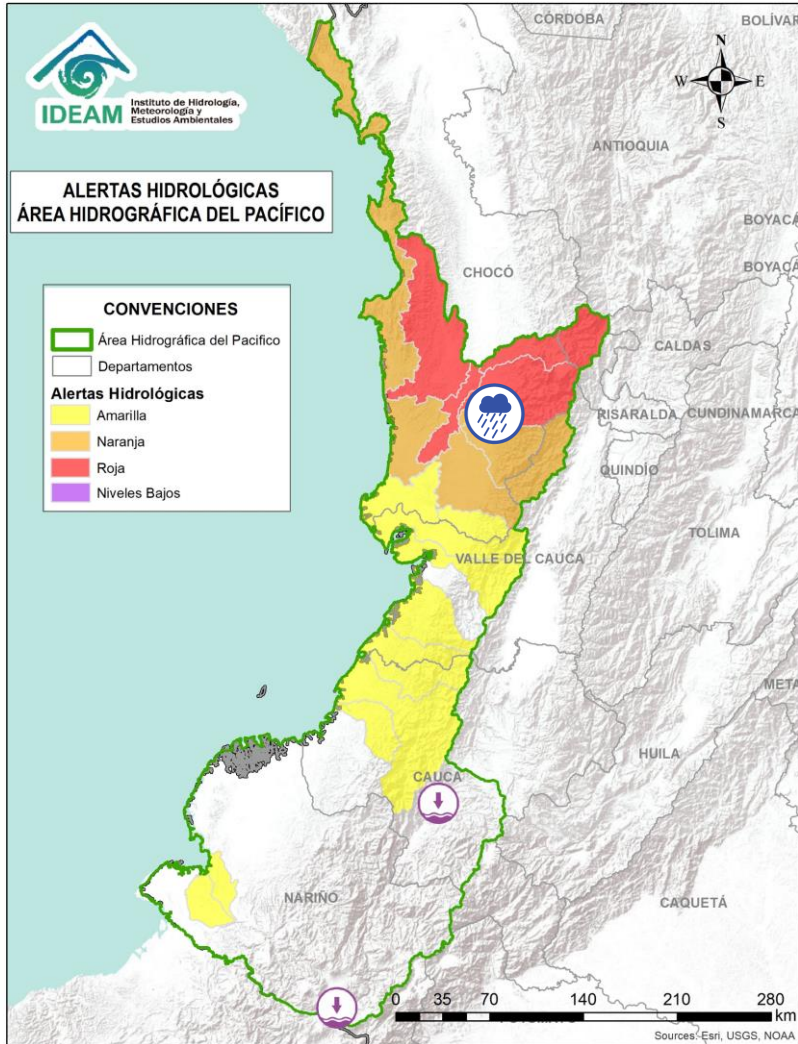 CÓRDOBA
BOLÍVAR
IDEAM
Instituto de Hidrología,
Meteorología y
Estudios Ambientales
N
W
E
S
ANTIOQUIA
ALERTAS HIDROLÓGICAS
ÁREA HIDROGRÁFICA DEL PACÍFICO
BOYACÁ
CHOCÓ
BOYACÁ
CONVENCIONES
Área Hidrográfica del Pacífico
Departamentos
Alertas Hidrológicas
Amarilla
Naranja
Roja
Niveles Bajos
CALDAS
RISARALDA
CUNDINAMARCA
QUINDÍO
TOLIMA
VALLE DEL CAUCA
META
HUILA
CAUCA
NARIÑO
CAQUETÁ
0 35 70 140 210 280
km
Sources: Esri, USGS, NOAA